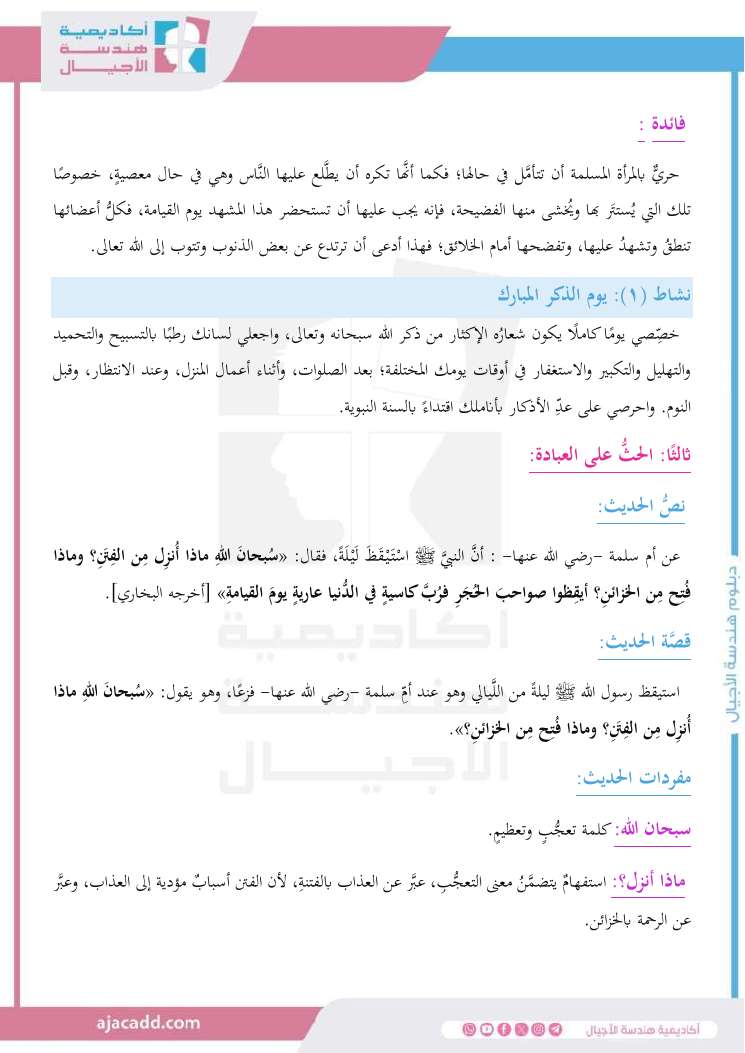 أكاديمية
هندسة
الأجيال
فائدة :
حريٌّ بالمرأة المسلمة أن تتأمَّل في حالها؛ فكما أنَّها تكره أن يطَّلع عليها النَّاس وهي في حال معصيةٍ، خصوصًا
تلك التي يُستتَر بها ويُخشى منها الفضيحة، فإنه يجب عليها أن تستحضر هذا المشهد يوم القيامة، فكلُّ أعضائها
تنطقُ وتشهدُ عليها، وتفضحها أمام الخلائق؛ فهذا أدعى أن ترتدع عن بعض الذنوب وتتوب إلى الله تعالى.
نشاط (١): يوم الذكر المبارك
خصِّصي يومًا كاملًا يكون شعارُه الإكثار من ذكر الله سبحانه وتعالى، واجعلي لسانك رطبًا بالتسبيح والتحميد
والتهليل والتكبير والاستغفار في أوقات يومك المختلفة؛ بعد الصلوات، وأثناء أعمال المنزل، وعند الانتظار، وقبل
النوم. واحرصي على عدِّ الأذكار بأناملك اقتداءً بالسنة النبوية.
ثالثًا: الحثُّ على العبادة:
نصُّ الحديث:
عن أم سلمة –رضي الله عنها– : أنَّ النبيَّ ﷺ اسْتَيْقَظَ لَيْلَةً، فقال: «سُبحانَ اللهِ ماذا أُنزِل مِن الفِتَنِ؟ وماذا
فُتِح مِن الخزائنِ؟ أيقِظوا صواحبَ الحُجَرِ فرُبَّ كاسيةٍ في الدُّنيا عاريةٍ يومَ القيامةِ» [أخرجه البخاري].
قصَّة الحديث:
استيقظ رسول الله ﷺ ليلةً من اللَّيالي وهو عند أمِّ سلمة –رضي الله عنها– فزعًا، وهو يقول: «سُبحانَ اللهِ ماذا
أُنزِل مِن الفِتَنِ؟ وماذا فُتِح مِن الخزائنِ؟».
مفردات الحديث:
سبحان الله: كلمة تعجُّبٍ وتعظيمٍ.
ماذا أنزل؟: استفهامٌ يتضمَّنُ معنى التعجُّبِ، عبَّر عن العذاب بالفتنةِ، لأن الفتن أسبابٌ مؤدية إلى العذاب، وعبَّر
عن الرحمة بالخزائن.
أكاديمية
هندسة
الأجيال
دبلوم هندسة الأجيال
أكاديمية هندسة الأجيال
ajacadd.com